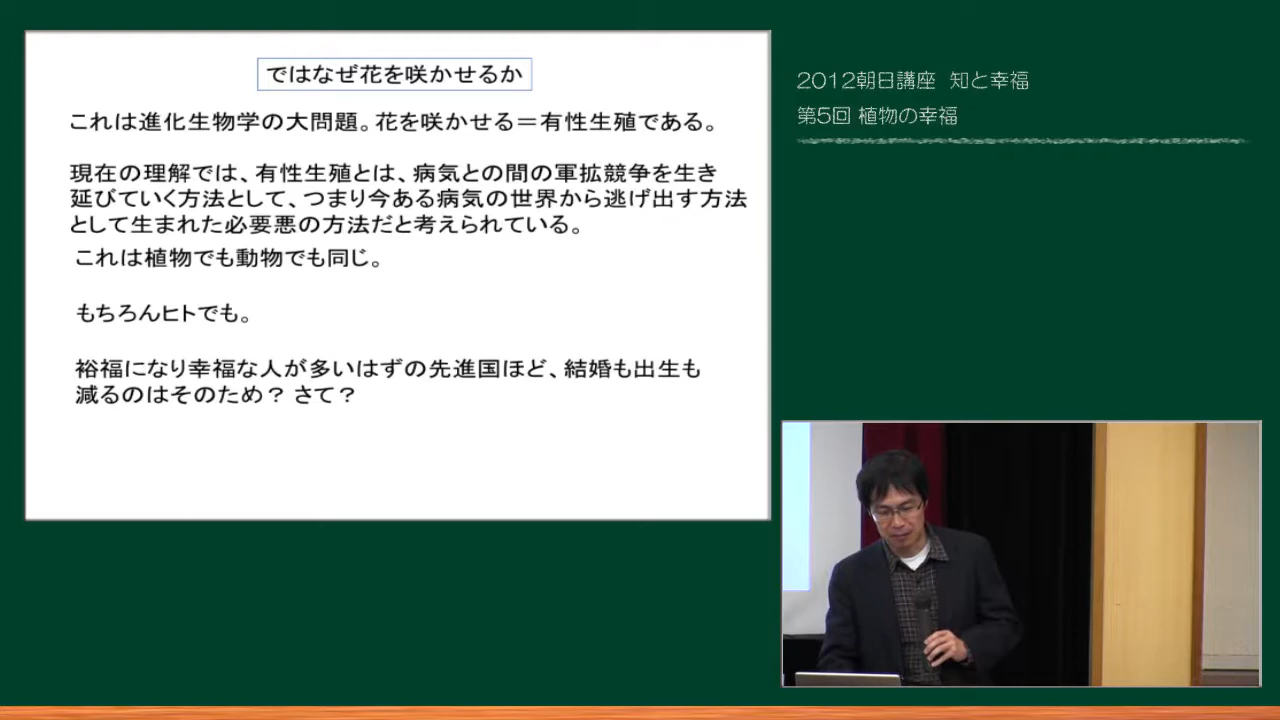 ではなぜ花を咲かせるか
これは進化生物学の大問題。花を咲かせる＝有性生殖である。
現在の理解では、有性生殖とは、病気との間の軍拡競争を生き
延びていく方法として、つまり今ある病気の世界から逃げ出す方法
として生まれた必要悪の方法だと考えられている。
これは植物でも動物でも同じ。
もちろんヒトでも。
裕福になり幸福な人が多いはずの先進国ほど、結婚も出生も
減るのはそのため？ さて？
2012朝日講座 知と幸福
第5回 植物の幸福